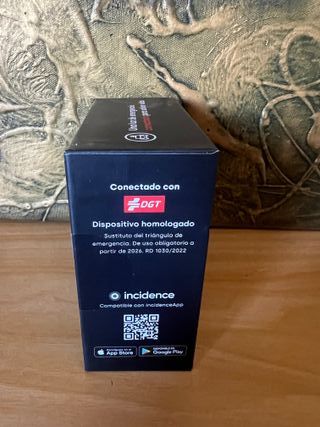 Conectado con
DGT
Dispositivo homologado
Sustituto del triángulo de
emergencia. De uso obligatorio a
partir de 2026. RD 1030/2022
incidence
Compatible con incidenceApp
App Store
Google Play